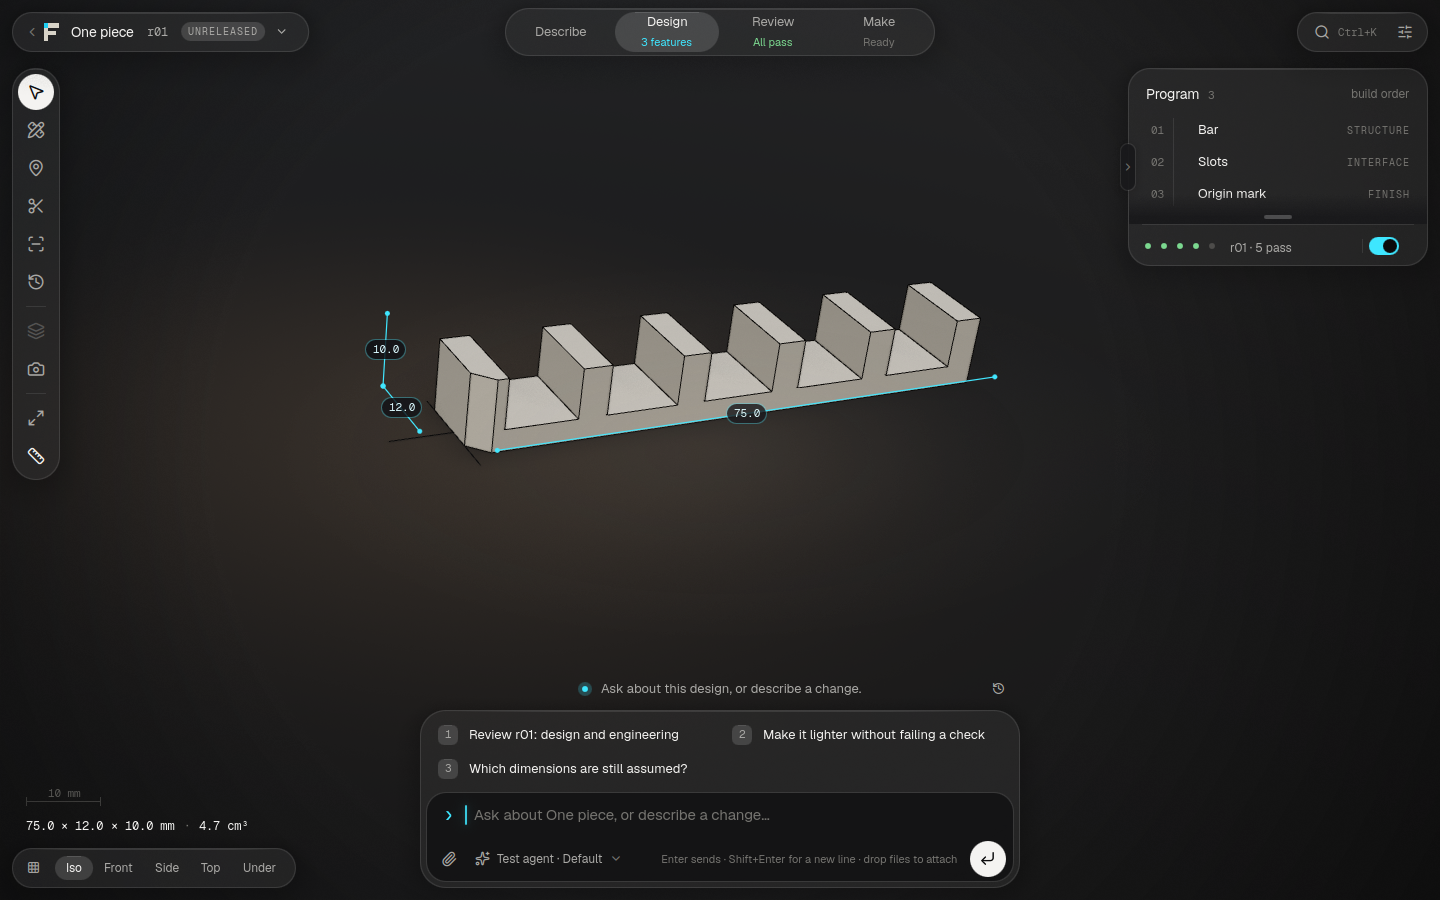 One piece r01 UNRELEASED
Describe
Design
3 features
Review
All pass
Make
Ready
Ctrl+K
Program 3 build order
01 Bar STRUCTURE
02 Slots INTERFACE
03 Origin mark FINISH
r01 · 5 pass
10.0
12.0
75.0
Ask about this design, or describe a change.
1 Review r01: design and engineering
2 Make it lighter without failing a check
3 Which dimensions are still assumed?
Ask about One piece, or describe a change…
Test agent · Default
Enter sends · Shift+Enter for a new line · drop files to attach
10 mm
75.0 × 12.0 × 10.0 mm · 4.7 cm³
Iso Front Side Top Under